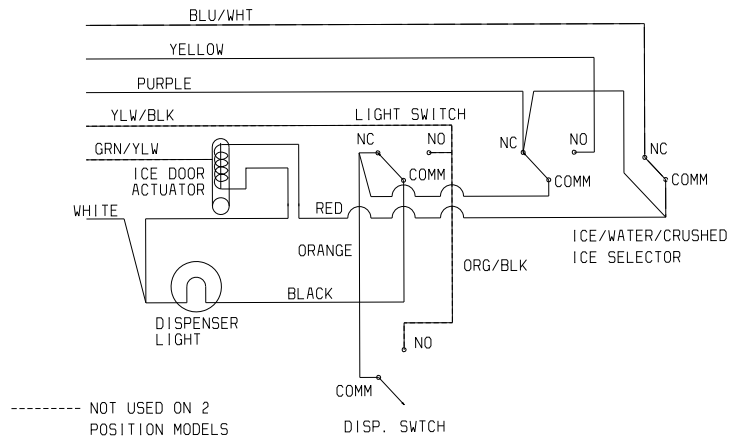 BLU/WHT
YELLOW
PURPLE
YLW/BLK
LIGHT SWITCH
GRN/YLW
NC
NO
NC
NO
NC
ICE DOOR
ACTUATOR
COMM
COMM
COMM
WHITE
RED
ORANGE
ICE/WATER/CRUSHED
ICE SELECTOR
ORG/BLK
BLACK
DISPENSER
LIGHT
NO
COMM
NOT USED ON 2
POSITION MODELS
DISP. SWTCH